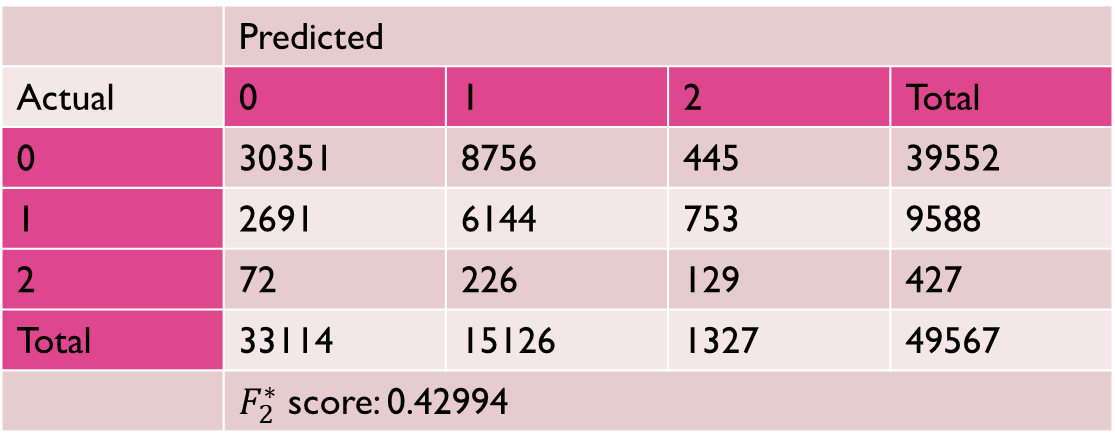 Predicted
Actual 0 1 2 Total
0 30351 8756 445 39552
1 2691 6144 753 9588
2 72 226 129 427
Total 33114 15126 1327 49567
F₂* score: 0.42994